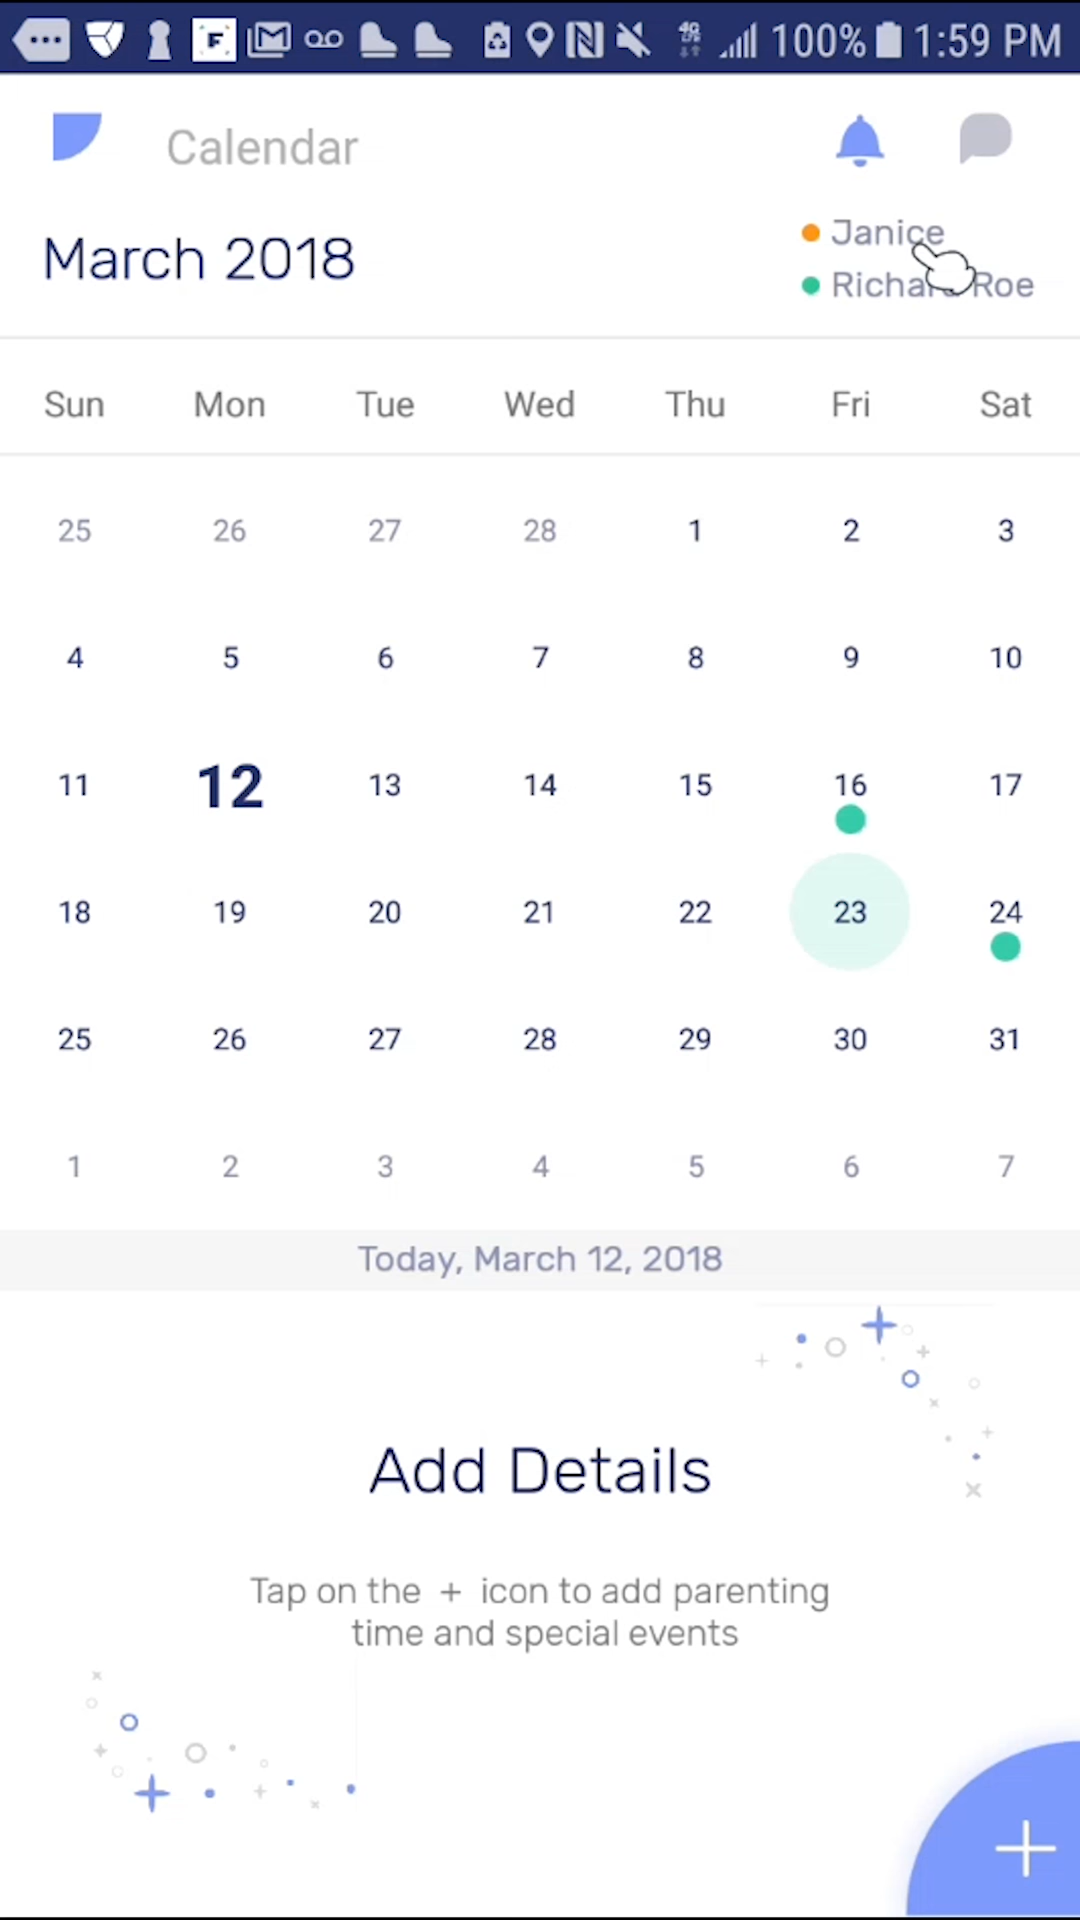 100% 1:59 PM
Calendar
March 2018
Janice
Richard Roe
Sun Mon Tue Wed Thu Fri Sat
25 26 27 28 1 2 3
4 5 6 7 8 9 10
11 12 13 14 15 16 17
18 19 20 21 22 23 24
25 26 27 28 29 30 31
1 2 3 4 5 6 7
Today, March 12, 2018
Add Details
Tap on the + icon to add parenting
time and special events